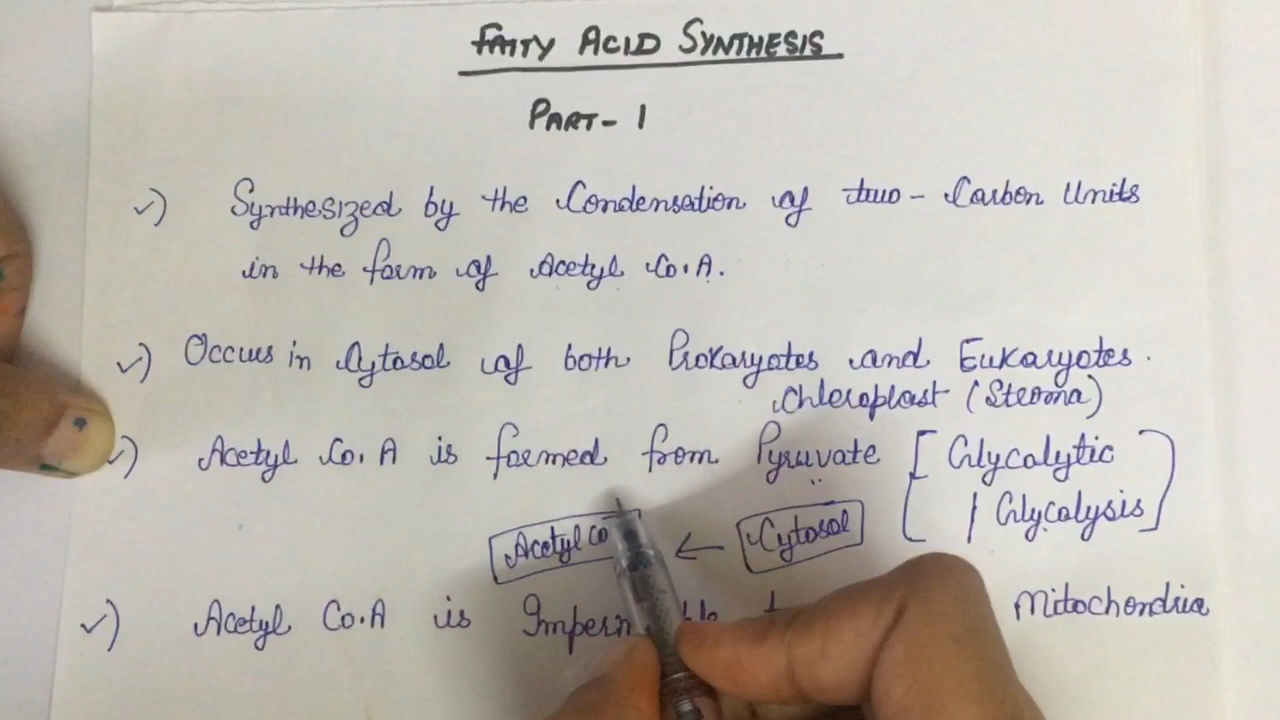 FATTY ACID SYNTHESIS
PART- 1
Synthesized by the Condensation of two - Carbon Units
in the form of Acetyl Co.A.
Occurs in Cytosol of both Prokaryotes and Eukaryotes.
Chloroplast (Stroma)
Acetyl Co.A is formed from Pyruvate [Glycolytic
/ Glycolysis]
Acetyl Co ← Cytosol
Acetyl Co.A is Mitochondria